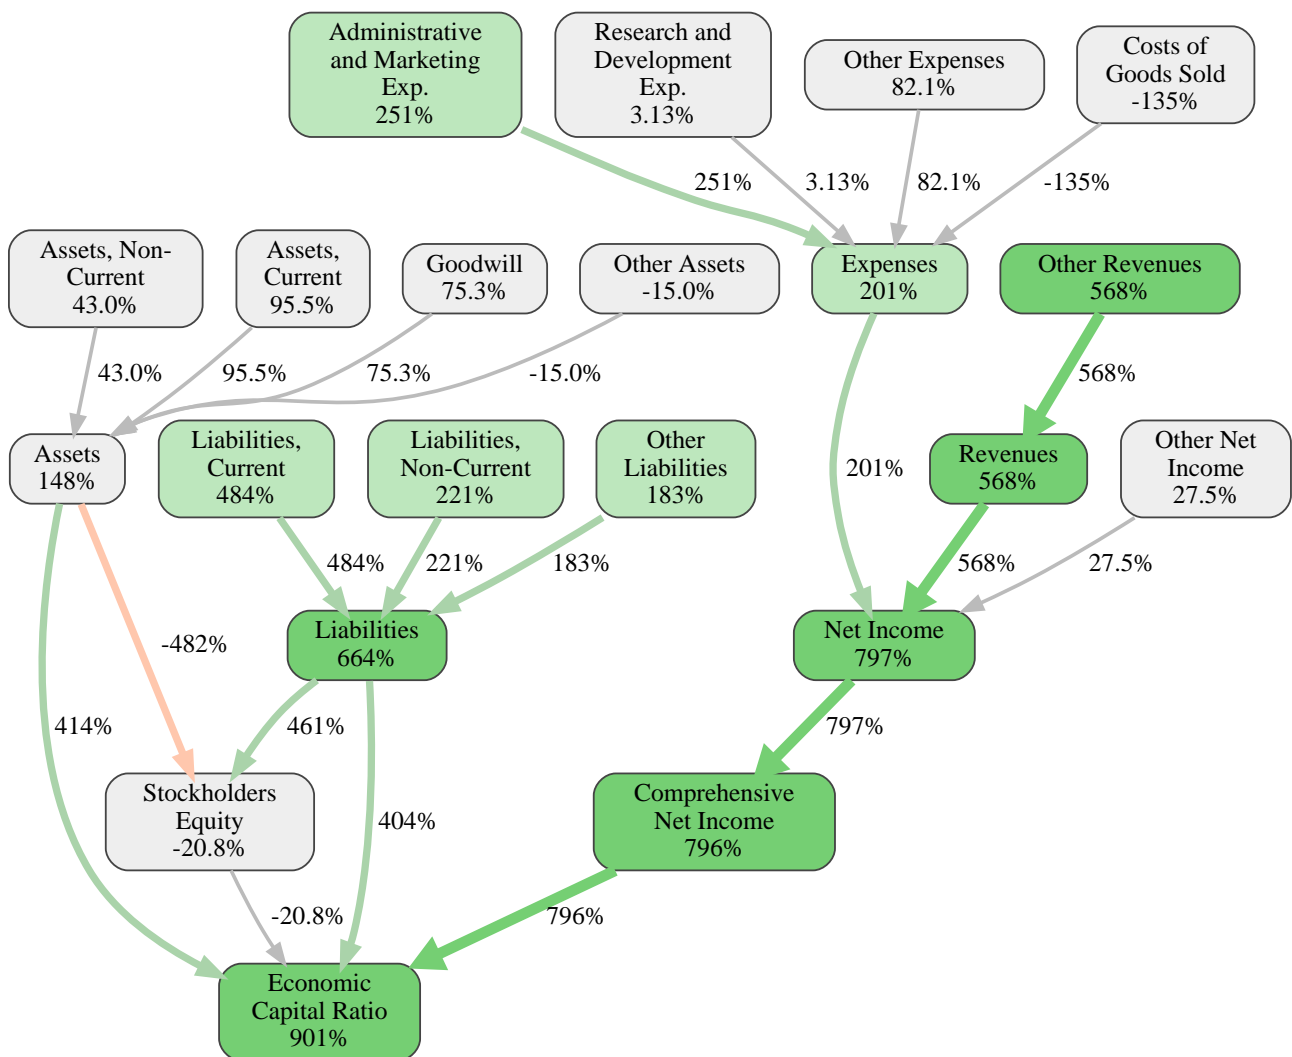 Administrative
and Marketing
Exp.
251%
Research and
Development
Exp.
3.13%
Other Expenses
82.1%
Costs of
Goods Sold
-135%
251%
3.13%
82.1%
-135%
Assets, Non-
Current
43.0%
Assets,
Current
95.5%
Goodwill
75.3%
Other Assets
-15.0%
Expenses
201%
Other Revenues
568%
43.0%
95.5%
75.3%
-15.0%
568%
Assets
148%
Liabilities,
Current
484%
Liabilities,
Non-Current
221%
Other
Liabilities
183%
201%
Revenues
568%
Other Net
Income
27.5%
484%
221%
183%
568%
27.5%
-482%
Liabilities
664%
Net Income
797%
414%
461%
797%
Stockholders
Equity
-20.8%
404%
Comprehensive
Net Income
796%
-20.8%
796%
Economic
Capital Ratio
901%